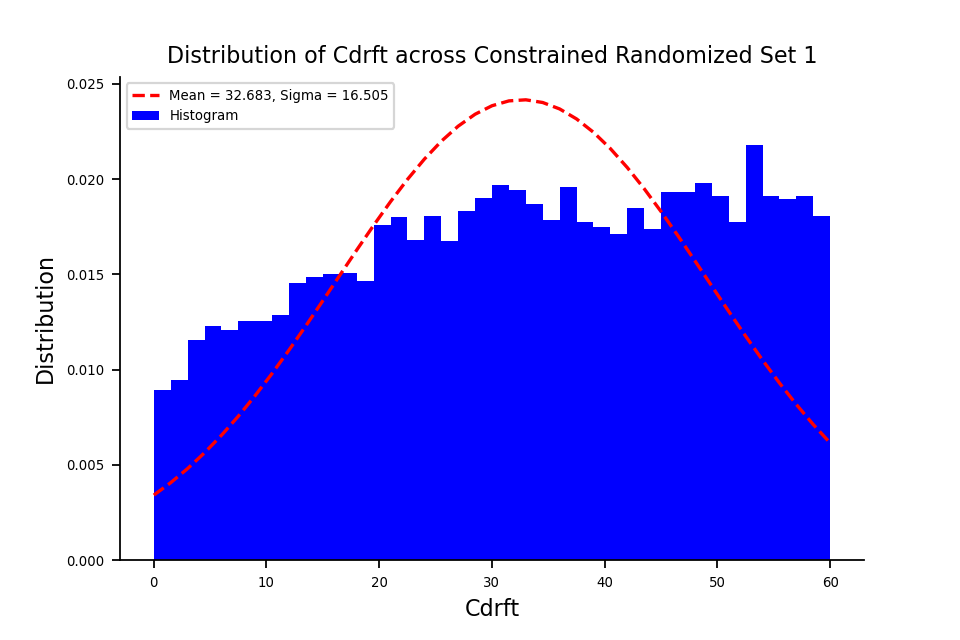 Distribution of Cdrft across Constrained Randomized Set 1
Mean = 32.683, Sigma = 16.505
Histogram
Distribution
0.025
0.020
0.015
0.010
0.005
0.000
0 10 20 30 40 50 60
Cdrft